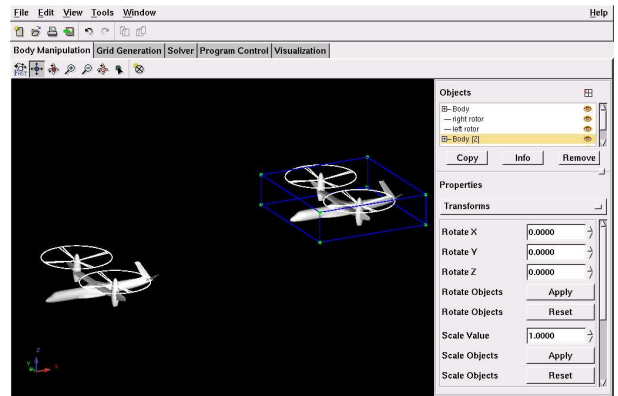 File Edit View Tools Window Help
Body Manipulation Grid Generation Solver Program Control Visualization
FAST
Objects
Body
right rotor
left rotor
Body [2]
Copy Info Remove
Properties
Transforms
Rotate X 0.0000
Rotate Y 0.0000
Rotate Z 0.0000
Rotate Objects Apply
Rotate Objects Reset
Scale Value 1.0000
Scale Objects Apply
Scale Objects Reset
Z
Y X